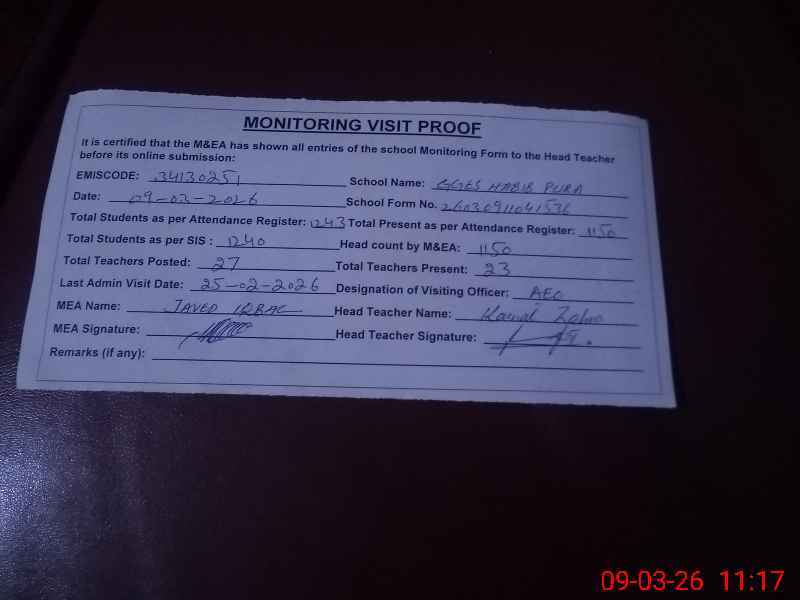 MONITORING VISIT PROOF
It is certified that the M&EA has shown all entries of the school Monitoring Form to the Head Teacher
before its online submission:
EMISCODE: 34130251 School Name: GGES HABIB PURA
Date: 09-03-2026 School Form No. 26030911041536
Total Students as per Attendance Register: 1243 Total Present as per Attendance Register: 1150
Total Students as per SIS : 1240 Head count by M&EA: 1150
Total Teachers Posted: 27 Total Teachers Present: 23
Last Admin Visit Date: 25-02-2026 Designation of Visiting Officer: AEO
MEA Name: JAVED IQBAL Head Teacher Name:
MEA Signature: Head Teacher Signature:
Remarks (if any):
09-03-26 11:17